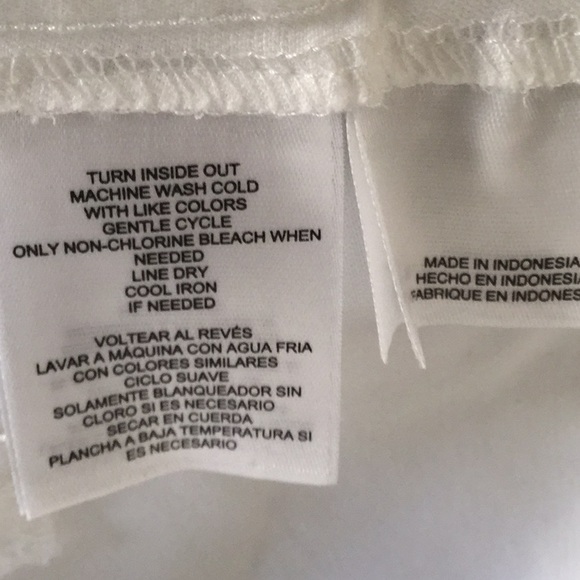 TURN INSIDE OUT
MACHINE WASH COLD
WITH LIKE COLORS
GENTLE CYCLE
ONLY NON-CHLORINE BLEACH WHEN
NEEDED
LINE DRY
COOL IRON
IF NEEDED
VOLTEAR AL REVÉS
LAVAR A MÁQUINA CON AGUA FRIA
CON COLORES SIMILARES
CICLO SUAVE
SOLAMENTE BLANQUEADOR SIN
CLORO SI ES NECESARIO
SECAR EN CUERDA
PLANCHA A BAJA TEMPERATURA SI
ES NECESARIO
MADE IN INDONESIA
HECHO EN INDONESIA
FABRIQUE EN INDONES